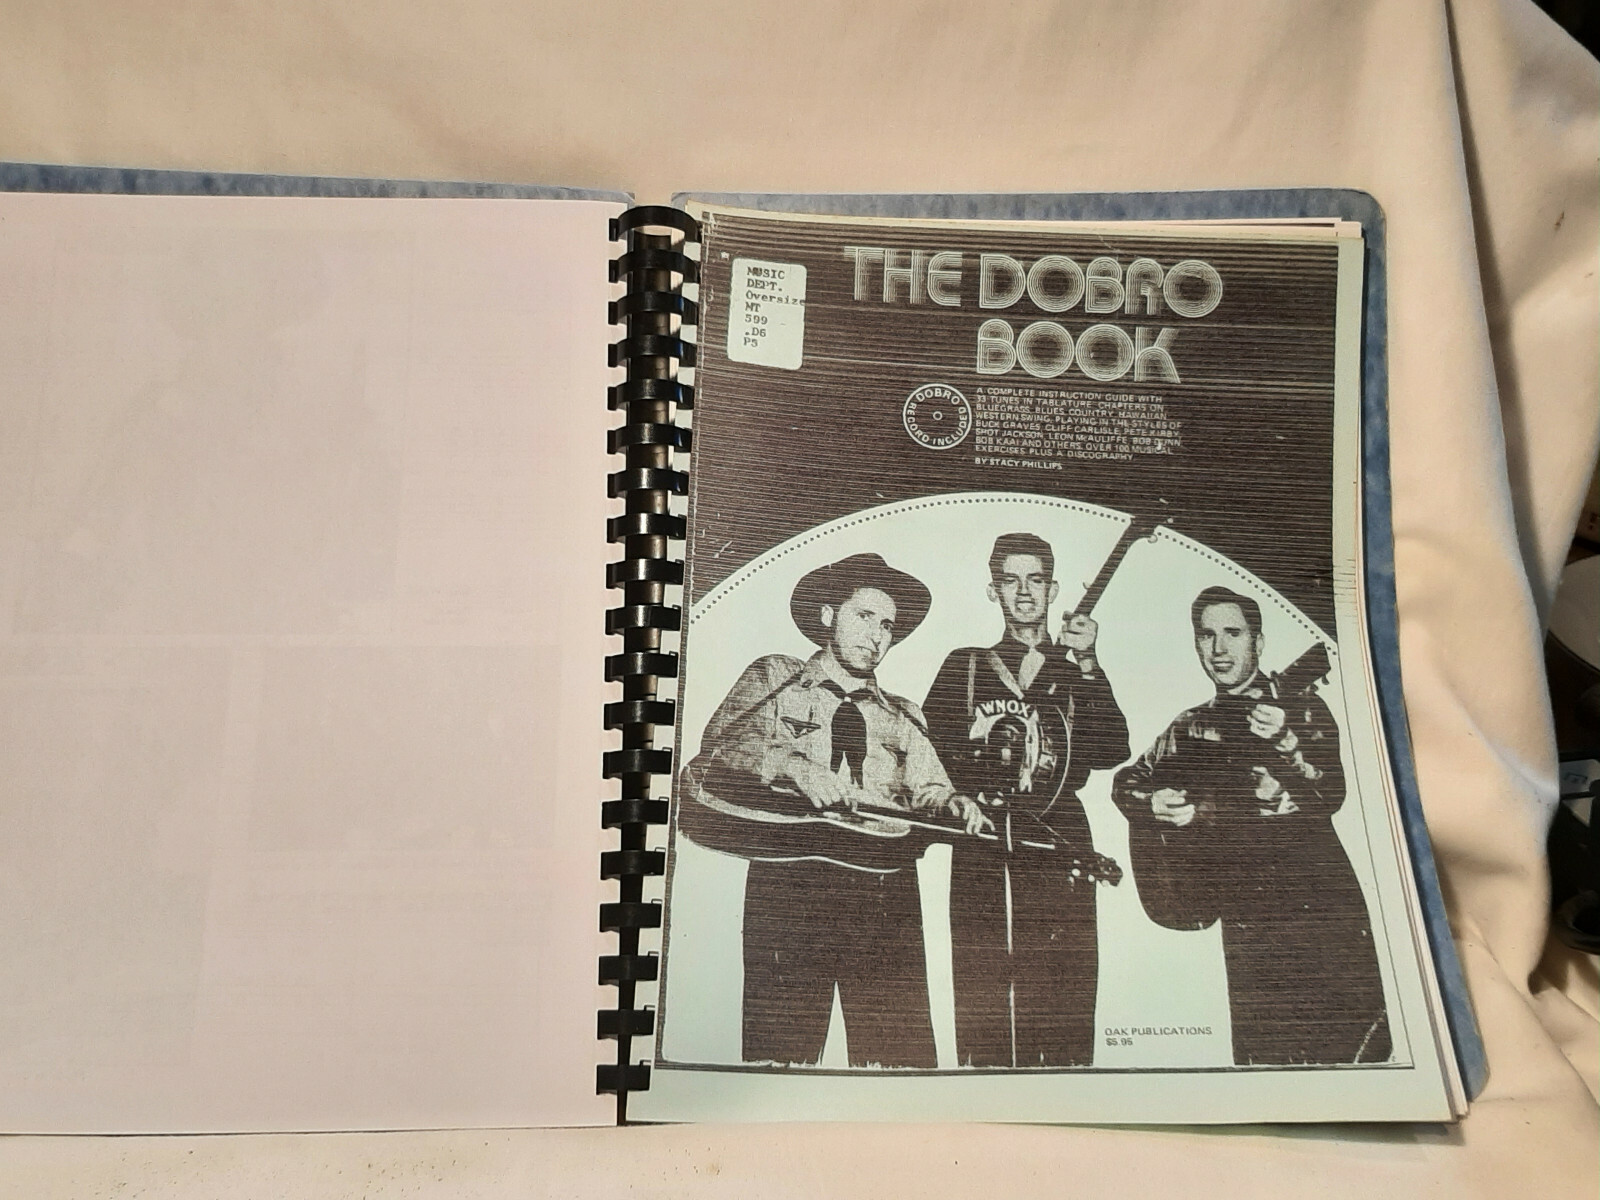 MUSIC
DEPT.
Oversize
MT
599
.D6
P5
THE DOBRO
BOOK
DOBRO
RECORD INCLUDED
A COMPLETE INSTRUCTION GUIDE WITH
33 TUNES IN TABLATURE. CHAPTERS ON
BLUEGRASS, BLUES, COUNTRY, HAWAIIAN,
WESTERN SWING. PLAYING IN THE STYLES OF
BUCK GRAVES, CLIFF CARLISLE, PETE KIRBY,
SHOT JACKSON, LEON McAULIFFE, BOB DUNN,
BOB KAAI AND OTHERS. OVER 100 MUSICAL
EXERCISES PLUS A DISCOGRAPHY.
BY STACY PHILLIPS
WNOX
OAK PUBLICATIONS
$5.95